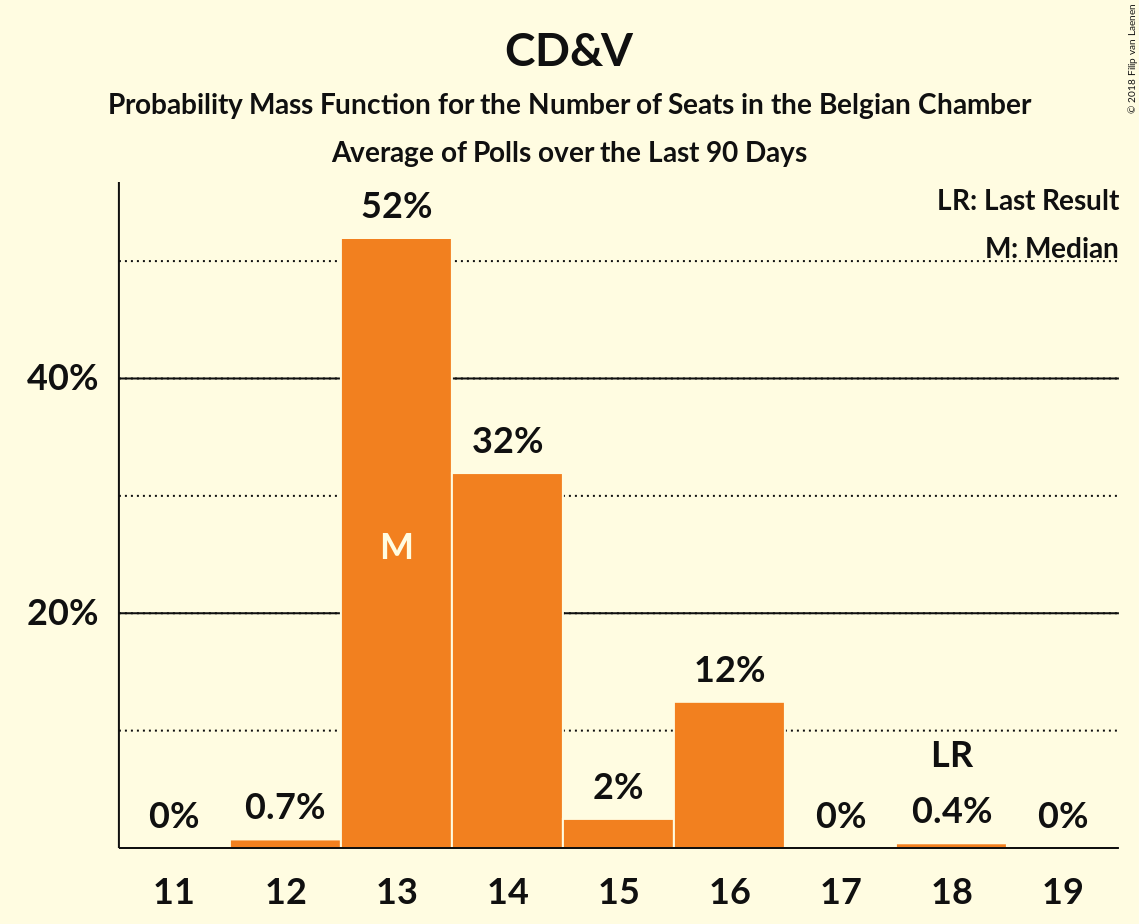 CD&V
Probability Mass Function for the Number of Seats in the Belgian Chamber
Average of Polls over the Last 90 Days
© 2018 Filip van Laenen
LR: Last Result
M: Median
52%
40%
32%
M
20%
12%
LR
2%
0.7%
0.4%
0%
0%
0%
11 12 13 14 15 16 17 18 19